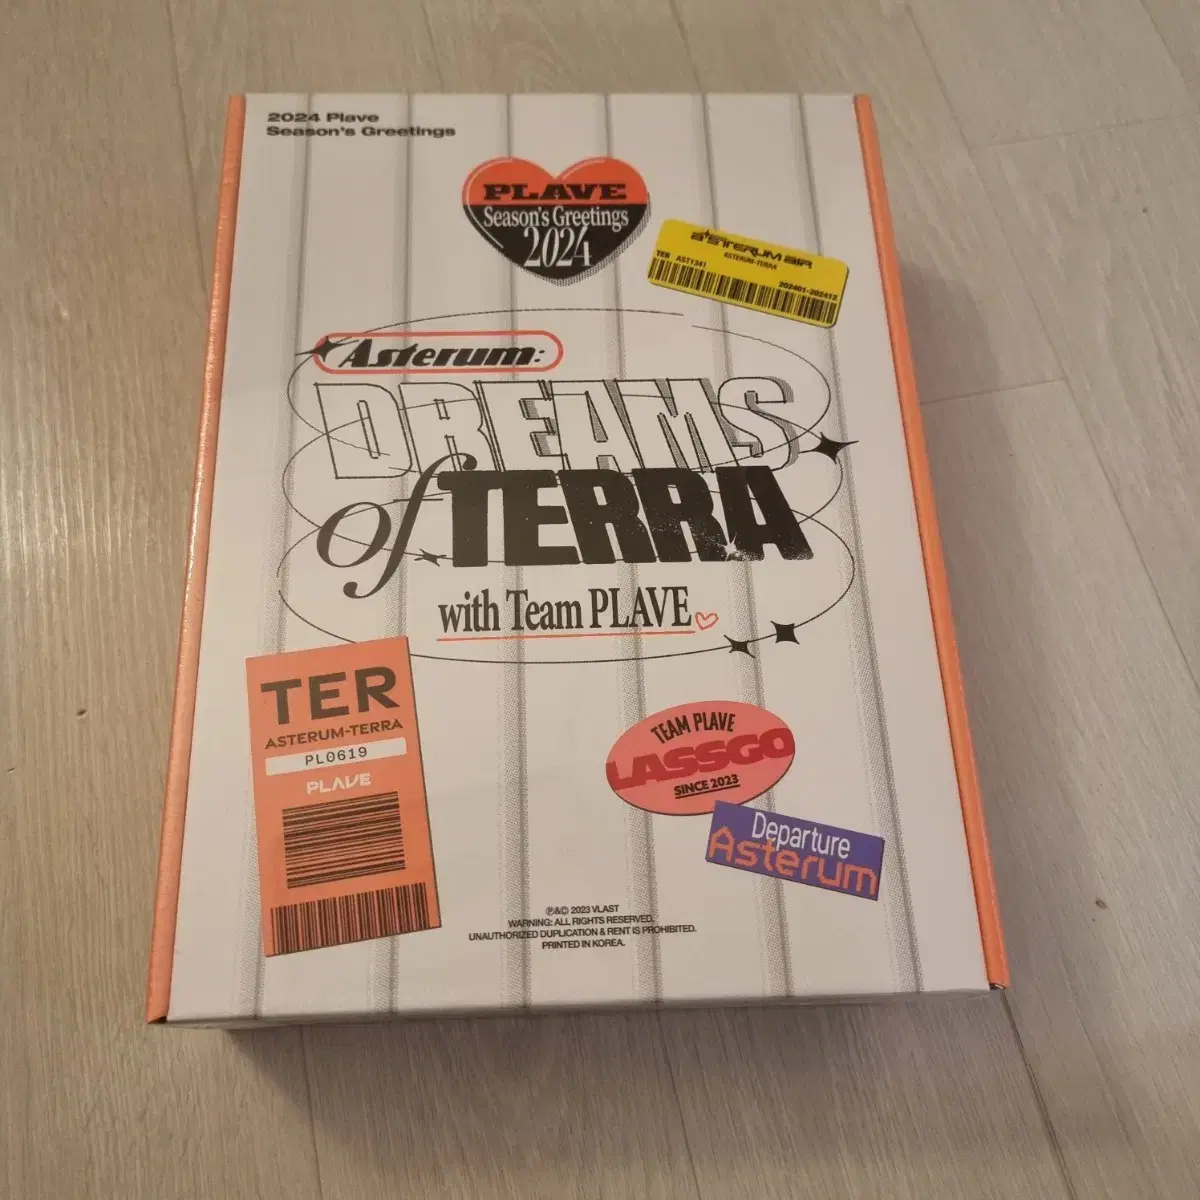 2024 Plave
Season's Greetings
PLAVE
Season's Greetings
2024
asterum air
ASTERUM-TERRA
TER AST1341
202401-202412
Asterum:
DREAMS
of TERRA
with Team PLAVE
TER
ASTERUM-TERRA
PL0619
PLAVE
TEAM PLAVE
LASSGO
SINCE 2023
Departure
Asterum
℗&© 2023 VLAST
WARNING: ALL RIGHTS RESERVED.
UNAUTHORIZED DUPLICATION & RENT IS PROHIBITED.
PRINTED IN KOREA.